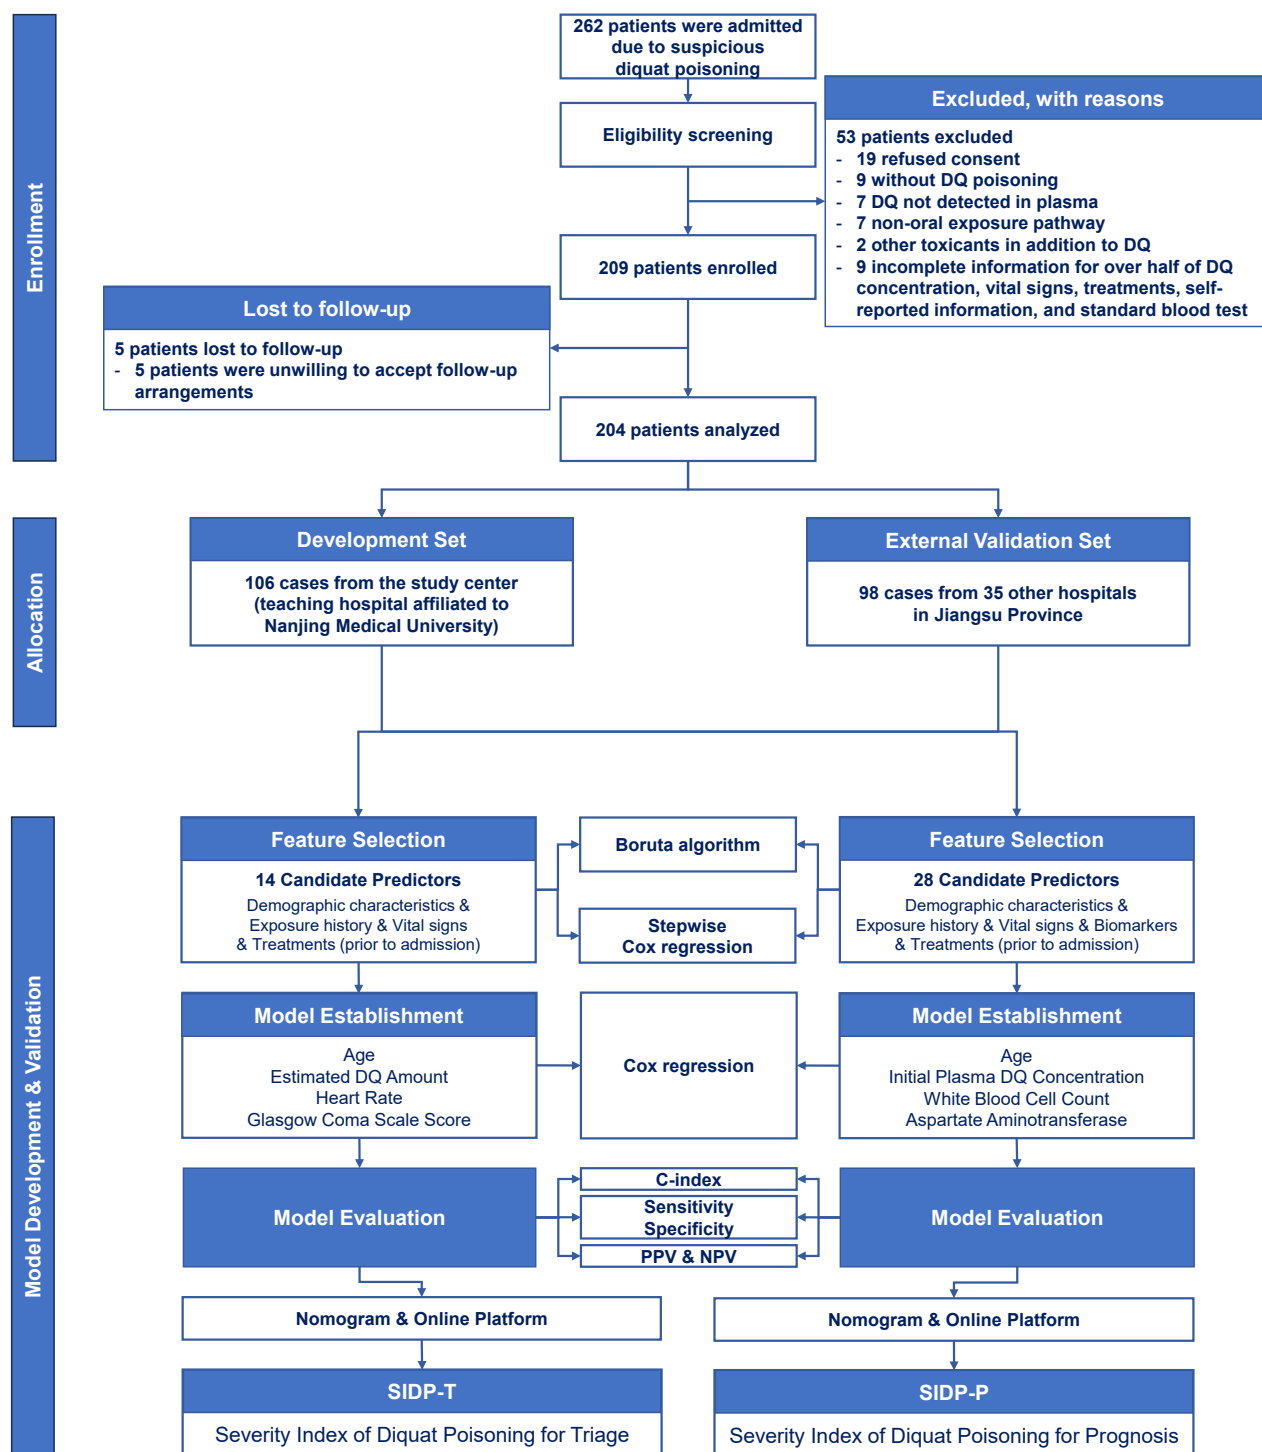 Enrollment
262 patients were admitted
due to suspicious
diquat poisoning
Eligibility screening
Excluded, with reasons
53 patients excluded
- 19 refused consent
- 9 without DQ poisoning
- 7 DQ not detected in plasma
- 7 non-oral exposure pathway
- 2 other toxicants in addition to DQ
- 9 incomplete information for over half of DQ
concentration, vital signs, treatments, self-
reported information, and standard blood test
209 patients enrolled
Lost to follow-up
5 patients lost to follow-up
- 5 patients were unwilling to accept follow-up
arrangements
204 patients analyzed
Allocation
Development Set
106 cases from the study center
(teaching hospital affiliated to
Nanjing Medical University)
External Validation Set
98 cases from 35 other hospitals
in Jiangsu Province
Model Development & Validation
Feature Selection
14 Candidate Predictors
Demographic characteristics &
Exposure history & Vital signs
& Treatments (prior to admission)
Boruta algorithm
Stepwise
Cox regression
Feature Selection
28 Candidate Predictors
Demographic characteristics &
Exposure history & Vital signs & Biomarkers
& Treatments (prior to admission)
Model Establishment
Age
Estimated DQ Amount
Heart Rate
Glasgow Coma Scale Score
Cox regression
Model Establishment
Age
Initial Plasma DQ Concentration
White Blood Cell Count
Aspartate Aminotransferase
Model Evaluation
C-index
Sensitivity
Specificity
PPV & NPV
Model Evaluation
Nomogram & Online Platform
Nomogram & Online Platform
SIDP-T
Severity Index of Diquat Poisoning for Triage
SIDP-P
Severity Index of Diquat Poisoning for Prognosis